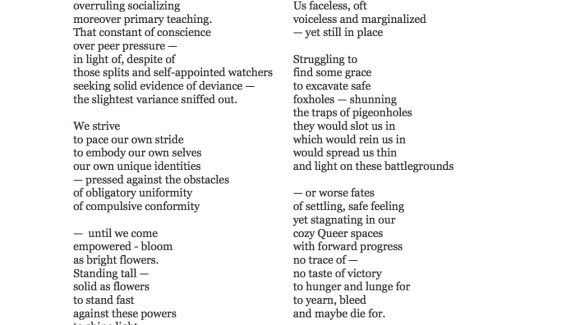 overruling socializing
moreover primary teaching.
That constant of conscience
over peer pressure —
in light of, despite of
those splits and self-appointed watchers
seeking solid evidence of deviance —
the slightest variance sniffed out.
We strive
to pace our own stride
to embody our own selves
our own unique identities
— pressed against the obstacles
of obligatory uniformity
of compulsive conformity
— until we come
empowered - bloom
as bright flowers.
Standing tall —
solid as flowers
to stand fast
against these powers
Us faceless, oft
voiceless and marginalized
— yet still in place
Struggling to
find some grace
to excavate safe
foxholes — shunning
the traps of pigeonholes
they would slot us in
which would rein us in
would spread us thin
and light on these battlegrounds
— or worse fates
of settling, safe feeling
yet stagnating in our
cozy Queer spaces
with forward progress
no trace of —
no taste of victory
to hunger and lunge for
to yearn, bleed
and maybe die for.